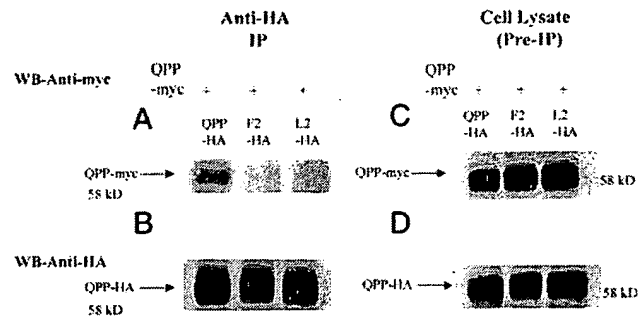 Anti-HA
IP
Cell Lysate
(Pre-IP)
WB-Anti-myc
QPP
-myc + + +
QPP
-myc + + +
A
QPP
-HA
F2
-HA
L2
-HA
C
QPP
-HA
F2
-HA
L2
-HA
QPP-myc
58 kD
QPP-myc
58 kD
B
D
WB-Anti-HA
QPP-HA
58 kD
QPP-HA
58 kD